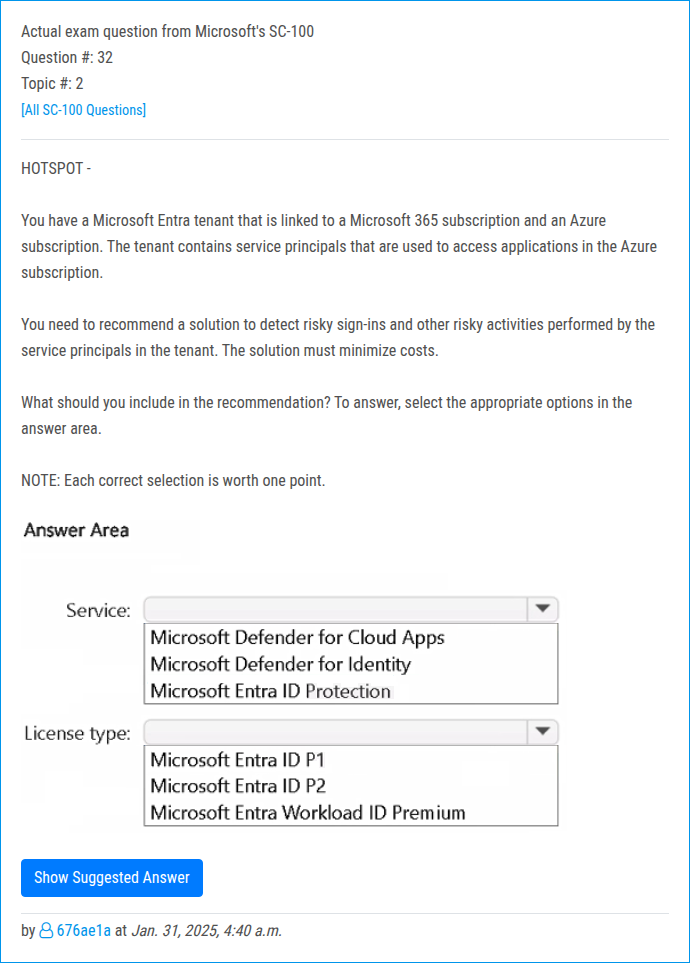 Actual exam question from Microsoft's SC-100
Question #: 32
Topic #: 2
[All SC-100 Questions]
HOTSPOT -
You have a Microsoft Entra tenant that is linked to a Microsoft 365 subscription and an Azure
subscription. The tenant contains service principals that are used to access applications in the Azure
subscription.
You need to recommend a solution to detect risky sign-ins and other risky activities performed by the
service principals in the tenant. The solution must minimize costs.
What should you include in the recommendation? To answer, select the appropriate options in the
answer area.
NOTE: Each correct selection is worth one point.
Answer Area
Service:
Microsoft Defender for Cloud Apps
Microsoft Defender for Identity
Microsoft Entra ID Protection
License type:
Microsoft Entra ID P1
Microsoft Entra ID P2
Microsoft Entra Workload ID Premium
Show Suggested Answer
by 676ae1a at Jan. 31, 2025, 4:40 a.m.